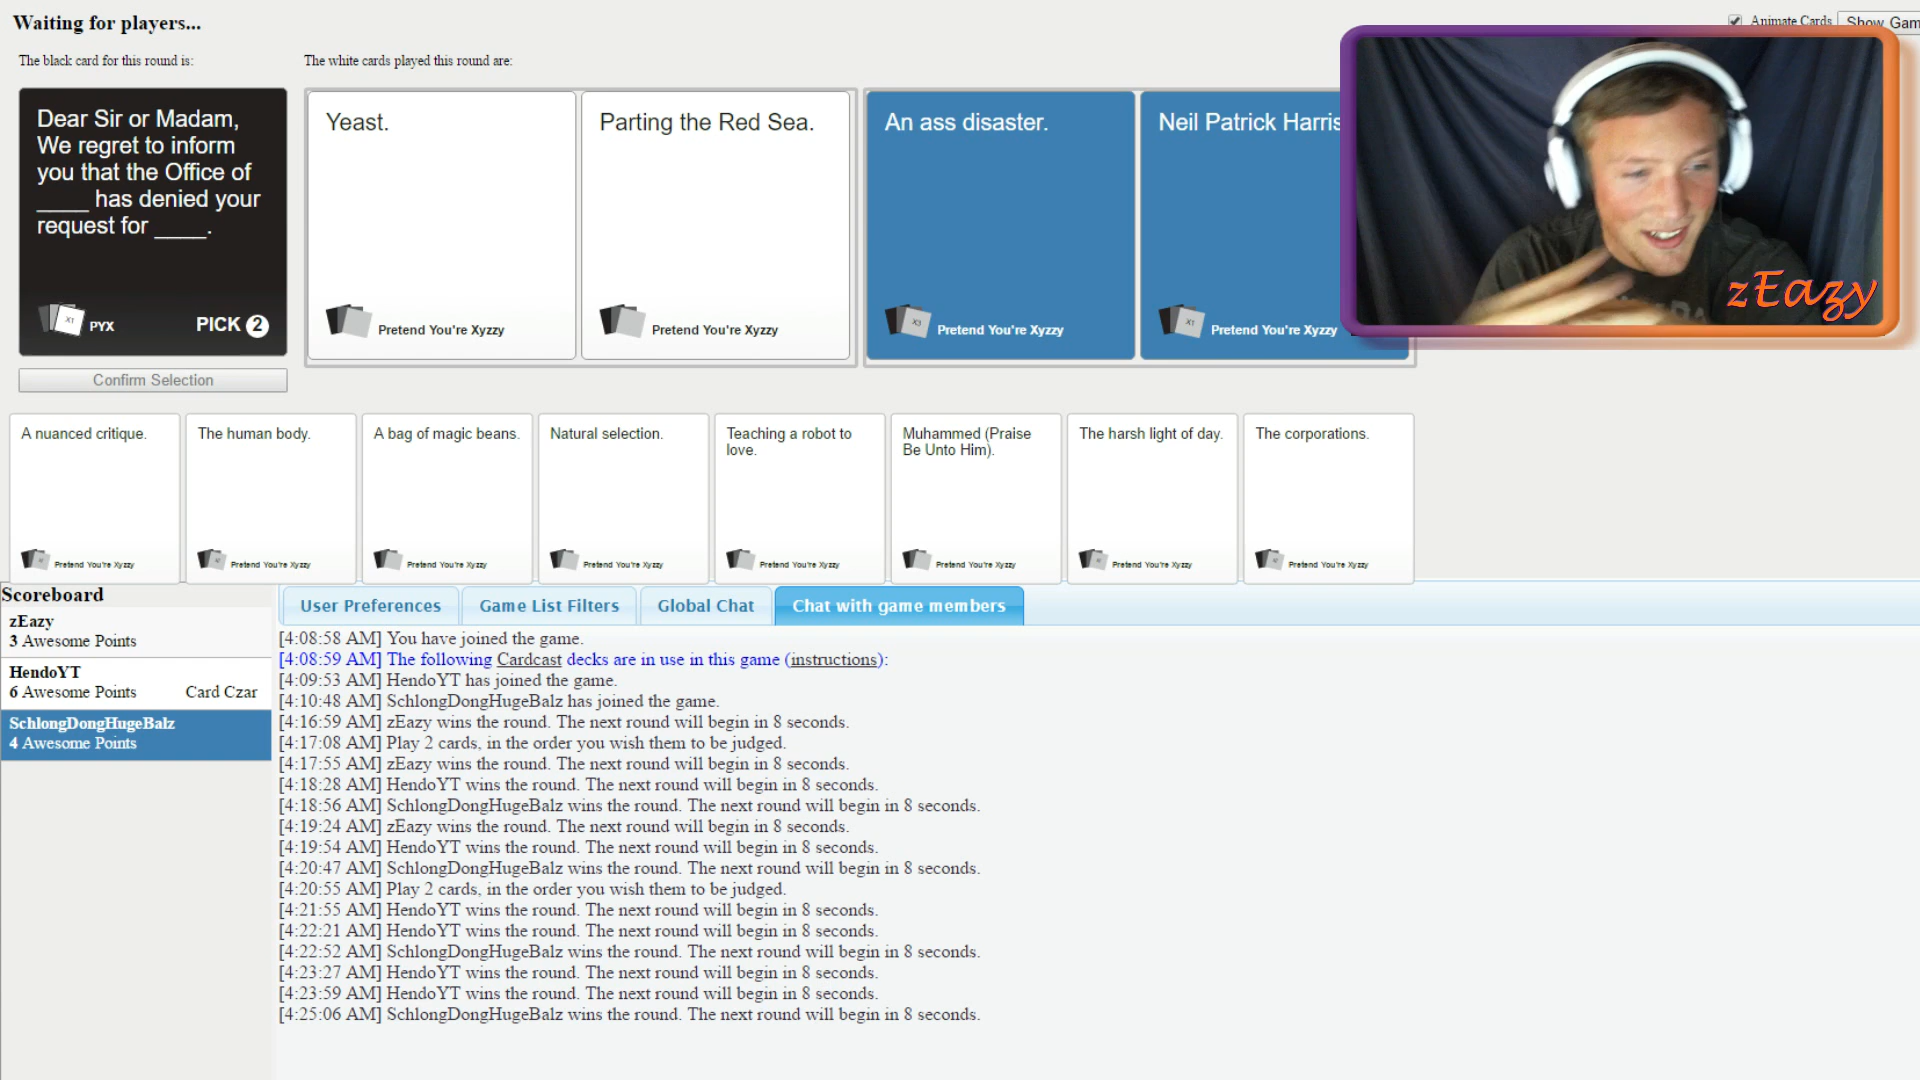 Waiting for players...
Animate Cards
Show Gam
The black card for this round is:
The white cards played this round are:
Dear Sir or Madam,
We regret to inform
you that the Office of
____ has denied your
request for ____.
X1
PYX
PICK 2
Yeast.
Pretend You're Xyzzy
Parting the Red Sea.
Pretend You're Xyzzy
An ass disaster.
X3
Pretend You're Xyzzy
Neil Patrick Harris
X1
Pretend You're Xyzzy
zEazy
Confirm Selection
A nuanced critique.
Pretend You're Xyzzy
The human body.
Pretend You're Xyzzy
A bag of magic beans.
Pretend You're Xyzzy
Natural selection.
Pretend You're Xyzzy
Teaching a robot to
love.
Pretend You're Xyzzy
Muhammed (Praise
Be Unto Him).
Pretend You're Xyzzy
The harsh light of day.
Pretend You're Xyzzy
The corporations.
Pretend You're Xyzzy
Scoreboard
zEazy
3 Awesome Points
HendoYT
6 Awesome Points Card Czar
SchlongDongHugeBalz
4 Awesome Points
User Preferences
Game List Filters
Global Chat
Chat with game members
[4:08:58 AM] You have joined the game.
[4:08:59 AM] The following Cardcast decks are in use in this game (instructions):
[4:09:53 AM] HendoYT has joined the game.
[4:10:48 AM] SchlongDongHugeBalz has joined the game.
[4:16:59 AM] zEazy wins the round. The next round will begin in 8 seconds.
[4:17:08 AM] Play 2 cards, in the order you wish them to be judged.
[4:17:55 AM] zEazy wins the round. The next round will begin in 8 seconds.
[4:18:28 AM] HendoYT wins the round. The next round will begin in 8 seconds.
[4:18:56 AM] SchlongDongHugeBalz wins the round. The next round will begin in 8 seconds.
[4:19:24 AM] zEazy wins the round. The next round will begin in 8 seconds.
[4:19:54 AM] HendoYT wins the round. The next round will begin in 8 seconds.
[4:20:47 AM] SchlongDongHugeBalz wins the round. The next round will begin in 8 seconds.
[4:20:55 AM] Play 2 cards, in the order you wish them to be judged.
[4:21:55 AM] HendoYT wins the round. The next round will begin in 8 seconds.
[4:22:21 AM] HendoYT wins the round. The next round will begin in 8 seconds.
[4:22:52 AM] SchlongDongHugeBalz wins the round. The next round will begin in 8 seconds.
[4:23:27 AM] HendoYT wins the round. The next round will begin in 8 seconds.
[4:23:59 AM] HendoYT wins the round. The next round will begin in 8 seconds.
[4:25:06 AM] SchlongDongHugeBalz wins the round. The next round will begin in 8 seconds.